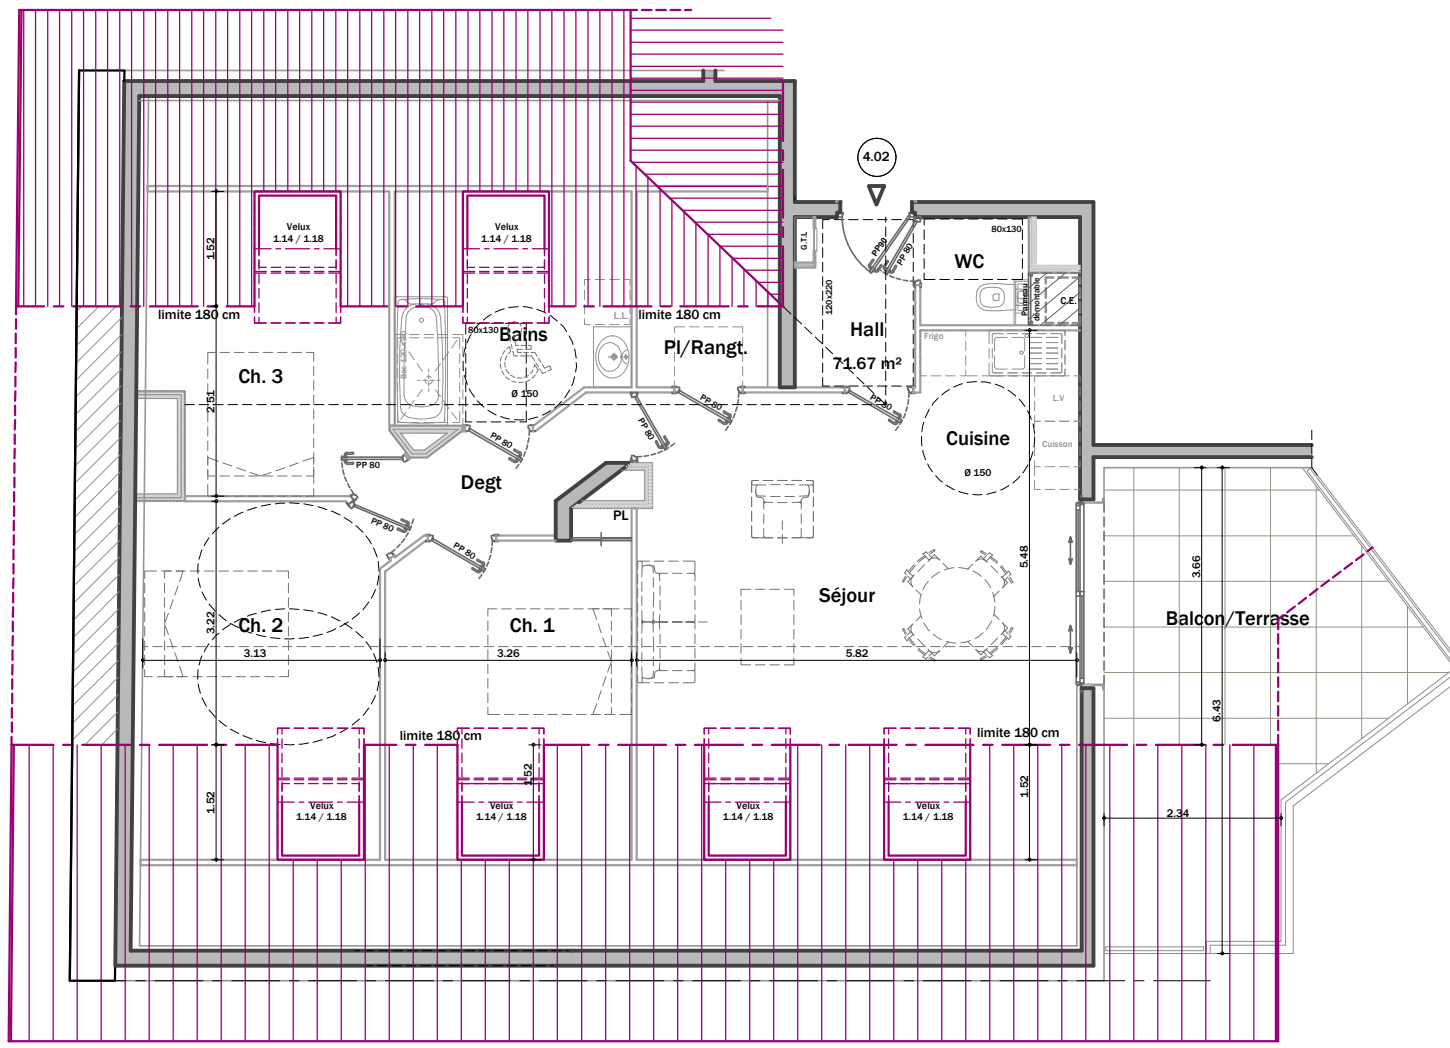 4.02
Velux
1.14 / 1.18
Velux
1.14 / 1.18
1.52
G.T.L
PP90
PP 80
80x130
WC
Panneau
démontable
C.E.
120x220
limite 180 cm
80x130
Bains
L.L.
limite 180 cm
Hall
71.67 m²
Pl/Rangt.
Frigo
Ch. 3
Bac 120 x 90
Ø 150
2.51
L.V
PP 80
PP 80
PP 80
PP 80
PP 80
Cuisine
Cuisson
Ø 150
Degt
PL
PP 80
PP 80
5.48
3.66
Séjour
Balcon/Terrasse
3.22
Ch. 2
Ch. 1
3.13
3.26
5.82
6.43
limite 180 cm
limite 180 cm
1.52
1.52
1.52
Velux
1.14 / 1.18
Velux
1.14 / 1.18
Velux
1.14 / 1.18
Velux
1.14 / 1.18
2.34